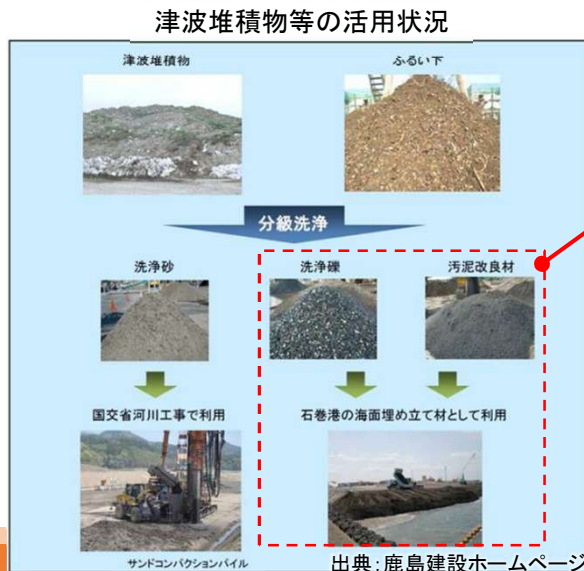 津波堆積物等の活用状況
津波堆積物
ふるい下
分級洗浄
洗浄砂
洗浄礫
汚泥改良材
国交省河川工事で利用
石巻港の海面埋め立て材として利用
サンドコンパクションパイル
出典：鹿島建設ホームページ